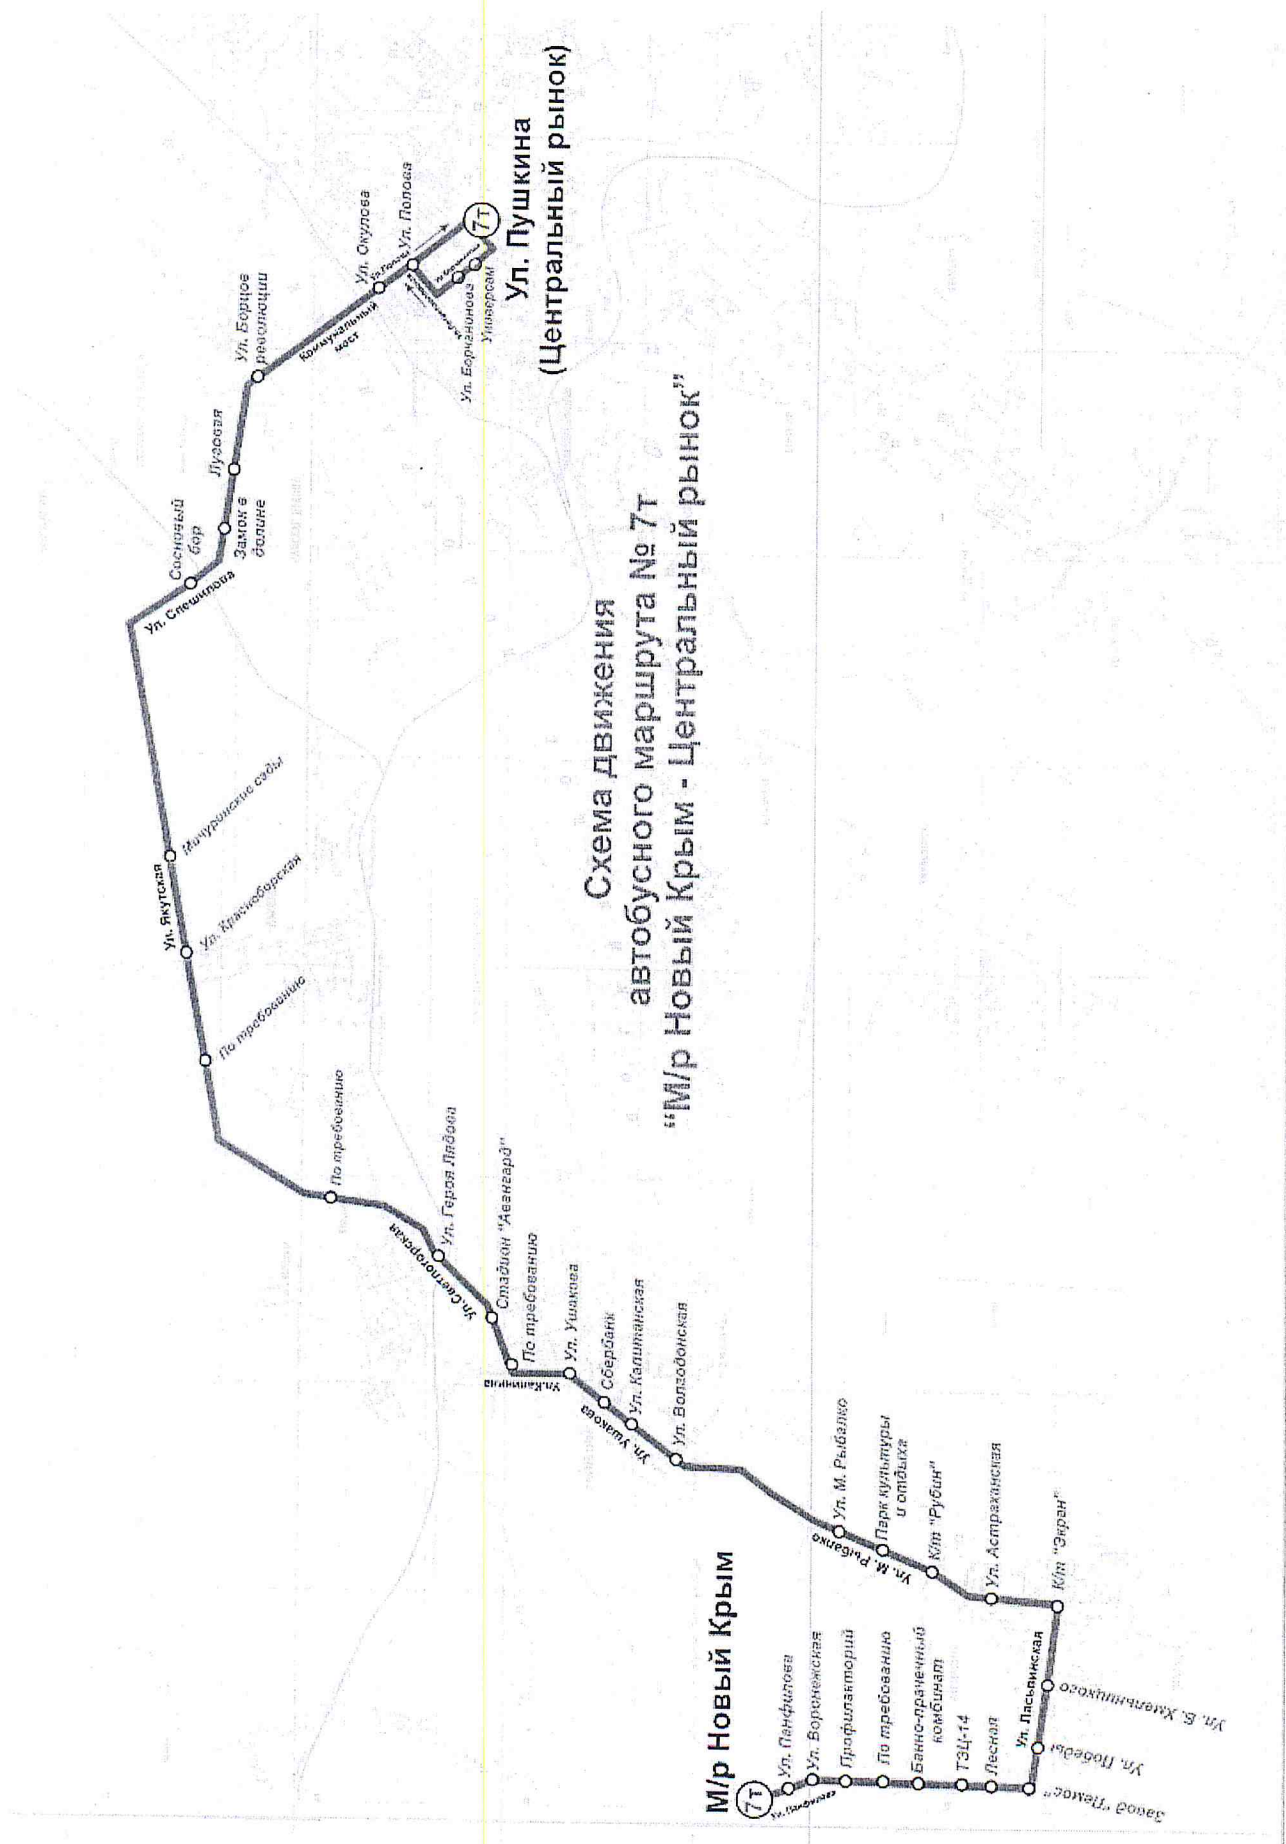 Схема движения
автобусного маршрута № 7т
“М/р Новый Крым - Центральный рынок”
М/р Новый Крым
7т
Ул. Панфилова
Ул. Панфилова
Ул. Воронежская
Профилакторий
По требованию
Банно-прачечный
комбинат
ТЭЦ-14
Лесная
Завод "Пемос"
Ул. Победы
Ул. Б. Хмельницкого
Ул. Ласьвинская
К/т "Экран"
Ул. Астраханская
К/т "Рубин"
Парк культуры
и отдыха
Ул. М. Рыбалко
Ул. М. Рыбалко
Ул. Волгодонская
Ул. Капитанская
Сбербанк
Ул. Ушакова
Ул. Ушакова
Ул.Калинина
По требованию
Стадион "Авангард"
Ул. Героя Лядова
Ул.Светлогорская
По требованию
По требованию
Ул. Красноборская
Ул. Якутская
Мичуринские сады
Ул. Спешилова
Сосновый
бор
Замок в
долине
Луговая
Ул. Борцов
революции
Коммунальный
мост
Ул. Окулова
Ул.Попова
Ул. Попова
Ул. Борчанинова
Универсам
7т
Ул. Пушкина
(Центральный рынок)